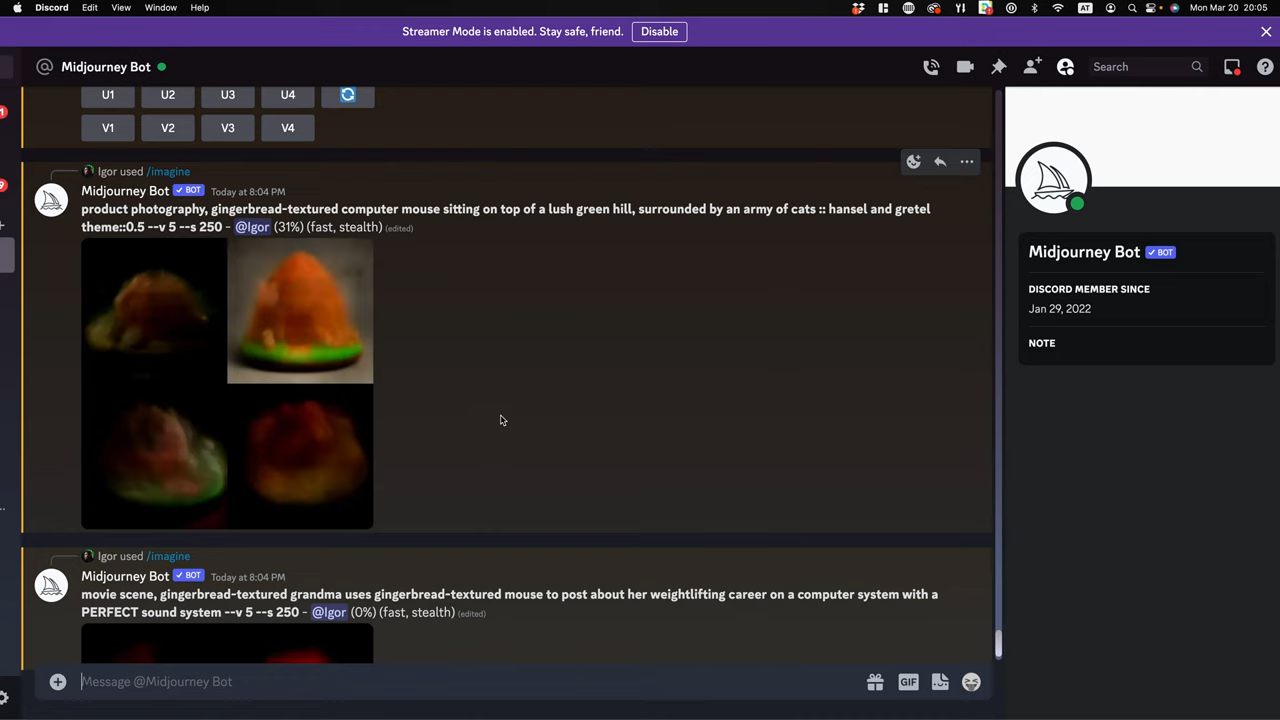 Discord Edit View Window Help
AT
Mon Mar 20 20:05
Streamer Mode is enabled. Stay safe, friend. Disable
Midjourney Bot
Search
U1 U2 U3 U4
V1 V2 V3 V4
Igor used /imagine
Midjourney Bot BOT Today at 8:04 PM
product photography, gingerbread-textured computer mouse sitting on top of a lush green hill, surrounded by an army of cats :: hansel and gretel
theme::0.5 --v 5 --s 250 - @Igor (31%) (fast, stealth) (edited)
Igor used /imagine
Midjourney Bot BOT Today at 8:04 PM
movie scene, gingerbread-textured grandma uses gingerbread-textured mouse to post about her weightlifting career on a computer system with a
PERFECT sound system --v 5 --s 250 - @Igor (0%) (fast, stealth) (edited)
Message @Midjourney Bot
GIF
Midjourney Bot BOT
DISCORD MEMBER SINCE
Jan 29, 2022
NOTE
1
9